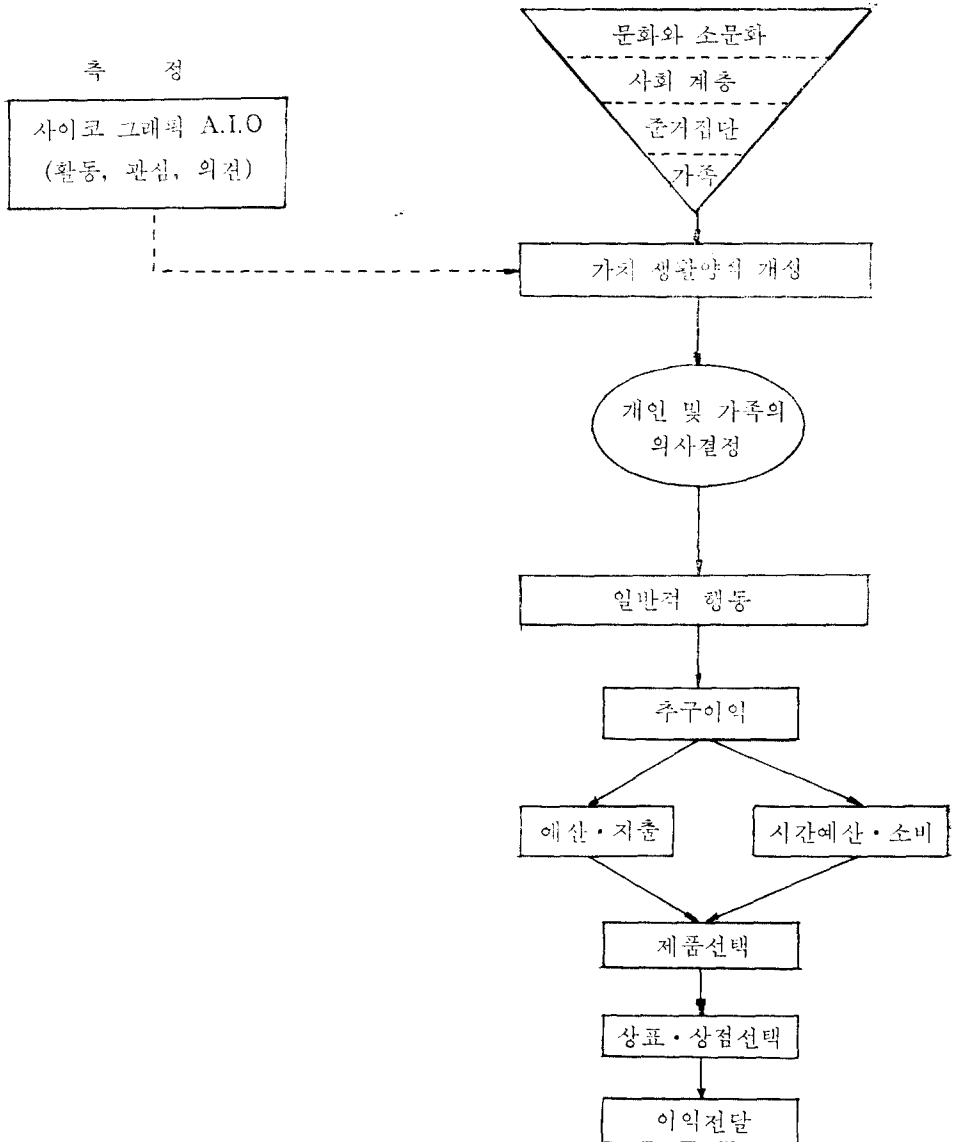 측 정
사이코 그래픽 A.I.O
(활동, 관심, 의견)
문화와 소문화
사회 계층
준거집단
가족
가치 생활양식 개성
개인 및 가족의
의사결정
일반적 행동
추구이익
예산·지출
시간예산·소비
제품선택
상표·상점선택
이익전달